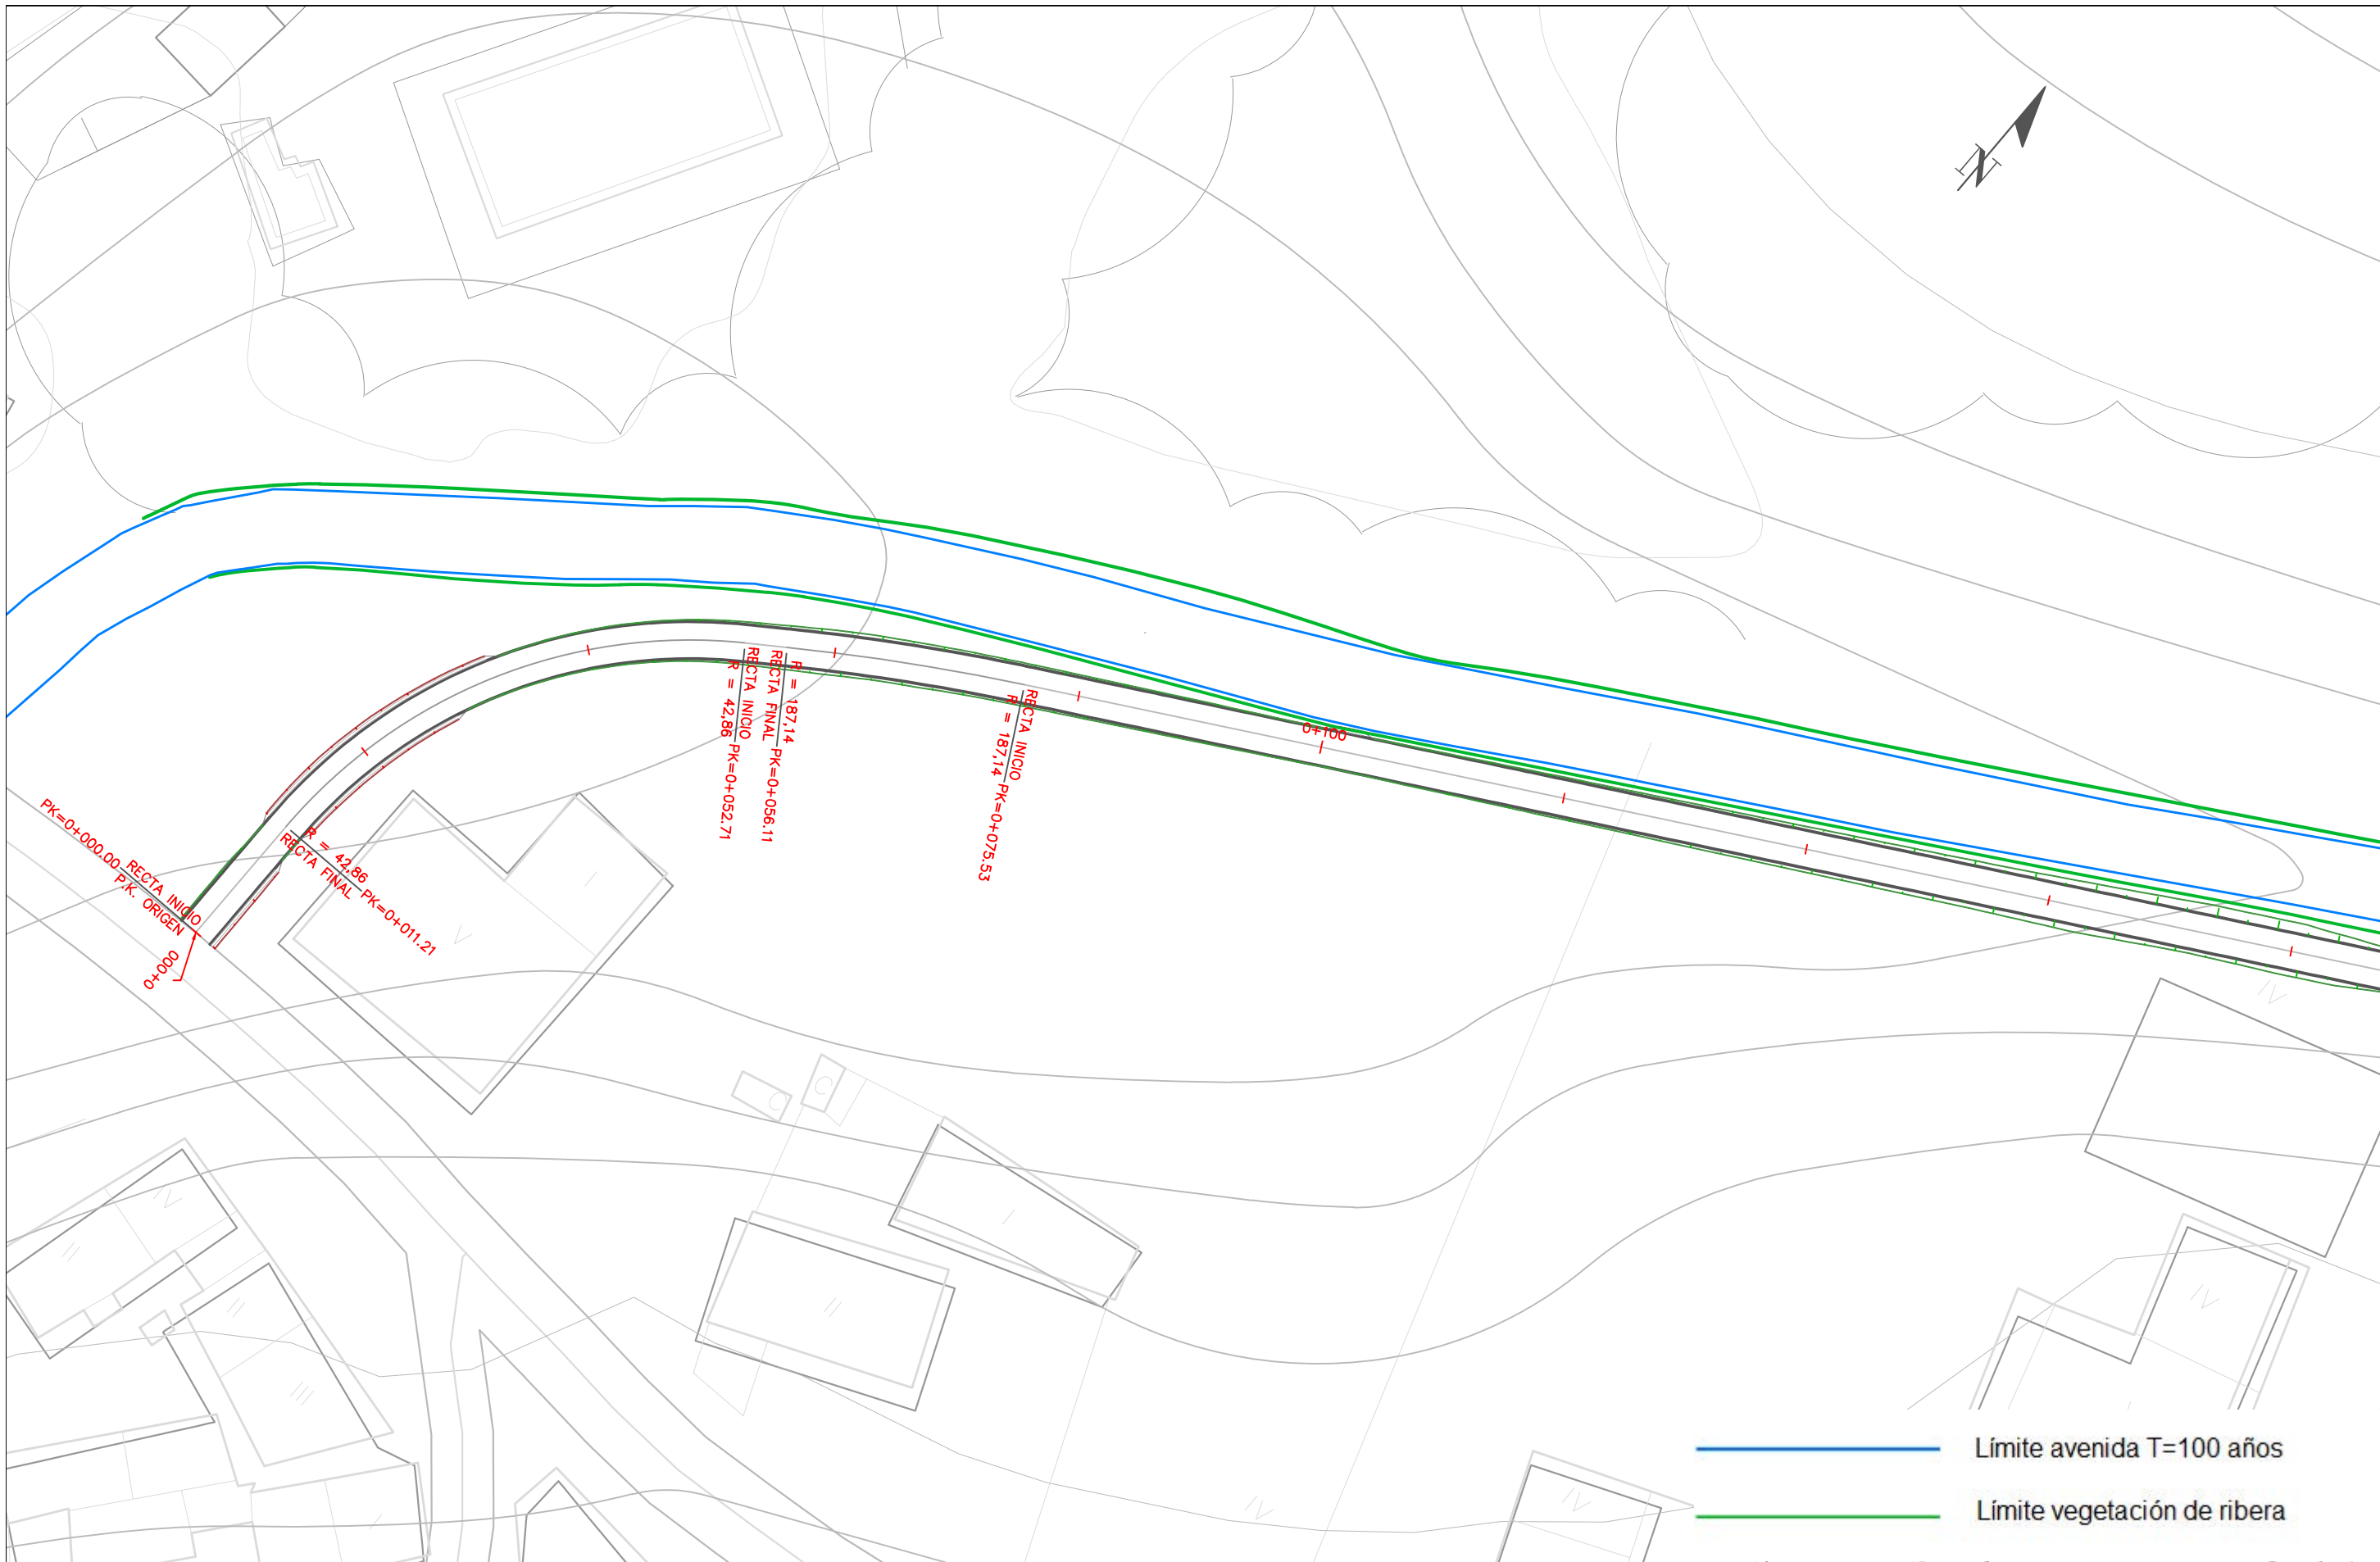 N
R = 187,14
RECTA FINAL PK=0+056.11
RECTA INICIO
R = 42,86 PK=0+052.71
RECTA INICIO
R = 187,14 PK=0+075.53
0+100
R = 42,86
RECTA FINAL PK=0+011.21
RECTA INICIO
PK=0+000.00
P.K. ORIGEN
0+000
Límite avenida T=100 años
Límite vegetación de ribera